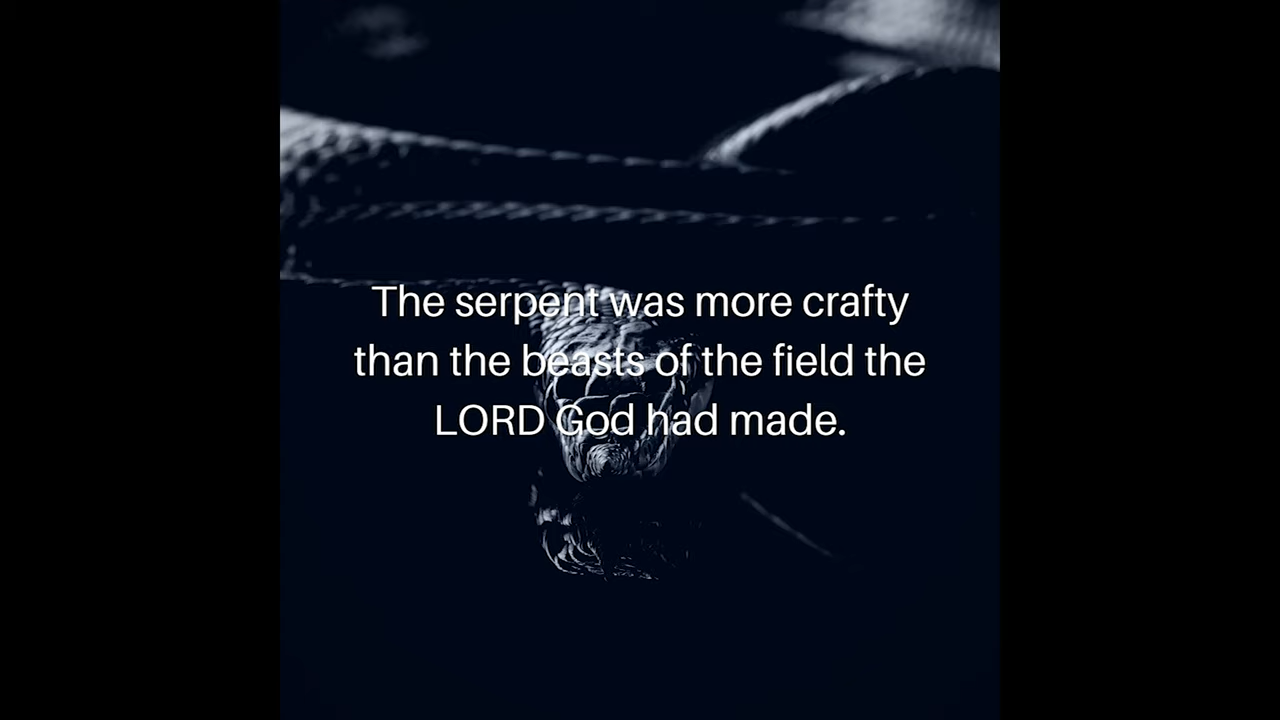 The serpent was more crafty
than the beasts of the field the
LORD God had made.